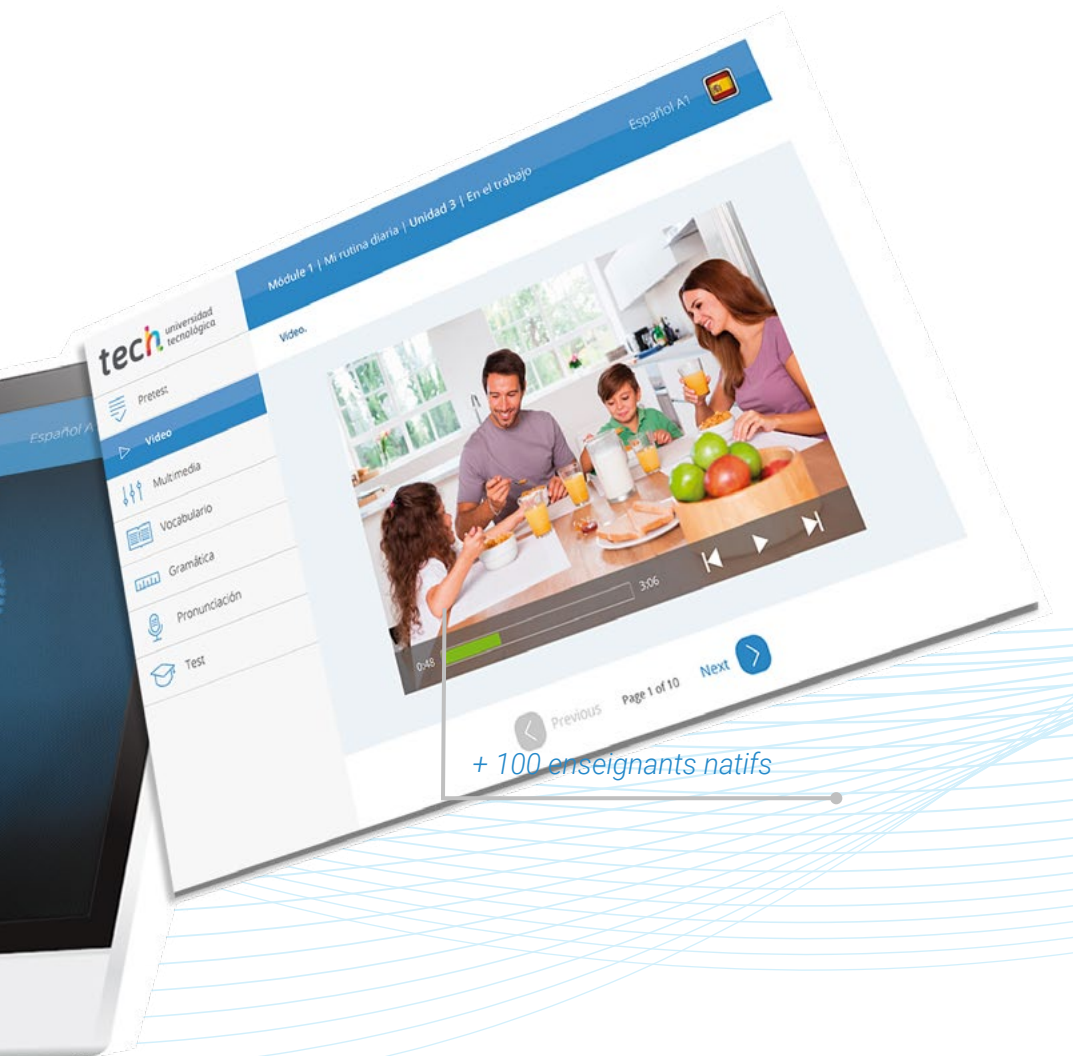 Español A1
Módule 1 | Mi rutina diaria | Unidad 3 | En el trabajo
tech universidad
tecnológica
Video.
Pretest
Video
Multimedia
Vocabulario
Gramática
Pronunciación
Test
0:48
3:06
Previous Page 1 of 10 Next
+ 100 enseignants natifs
Español A